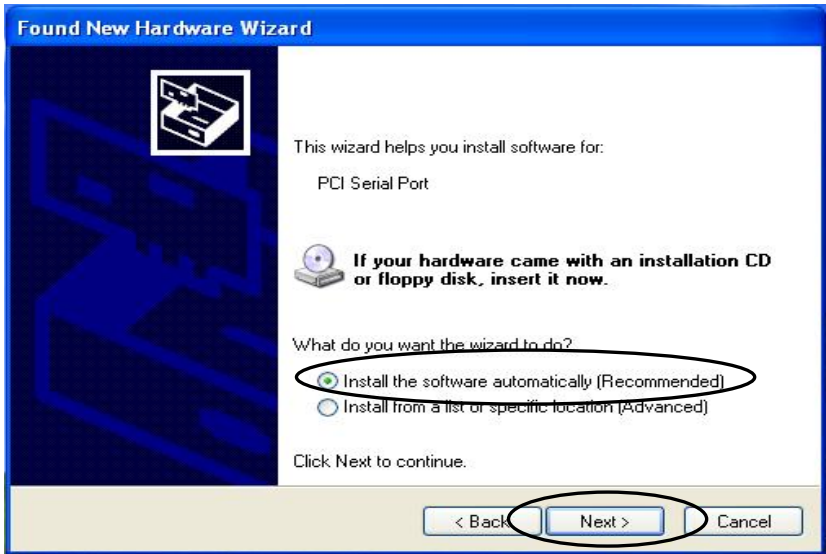 Found New Hardware Wizard
This wizard helps you install software for:
PCI Serial Port
If your hardware came with an installation CD
or floppy disk, insert it now.
What do you want the wizard to do?
Install the software automatically (Recommended)
Install from a list or specific location (Advanced)
Click Next to continue.
< Back Next > Cancel